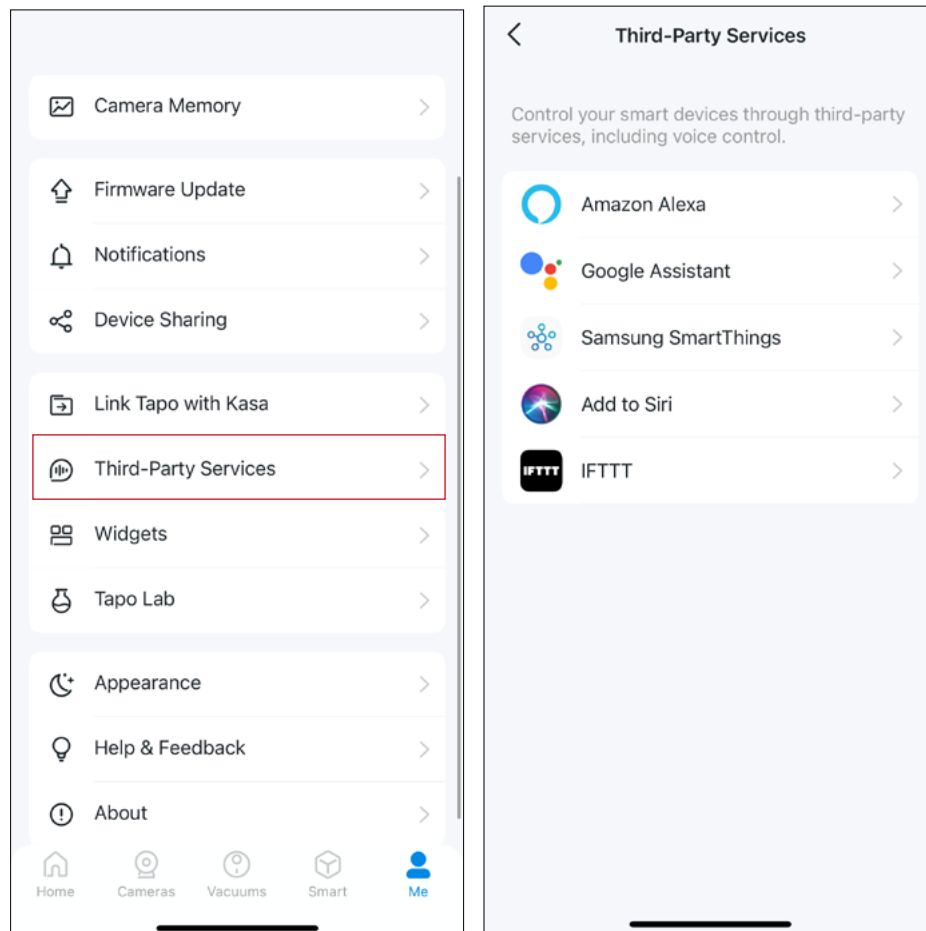 Camera Memory
Firmware Update
Notifications
Device Sharing
Link Tapo with Kasa
Third-Party Services
Widgets
Tapo Lab
Appearance
Help & Feedback
About
Home
Cameras
Vacuums
Smart
Me
Third-Party Services
Control your smart devices through third-party
services, including voice control.
Amazon Alexa
Google Assistant
Samsung SmartThings
Add to Siri
IFTTT
IFTTT